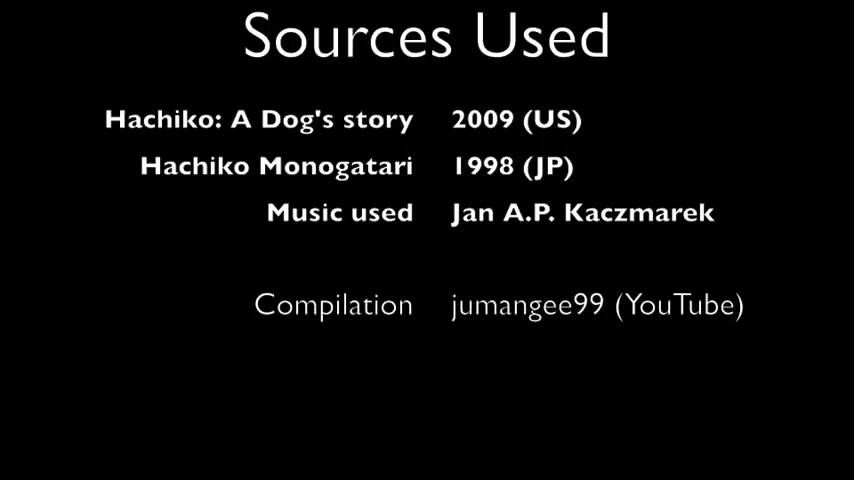 Sources Used
Hachiko: A Dog's story 2009 (US)
Hachiko Monogatari 1998 (JP)
Music used Jan A.P. Kaczmarek
Compilation jumangee99 (YouTube)